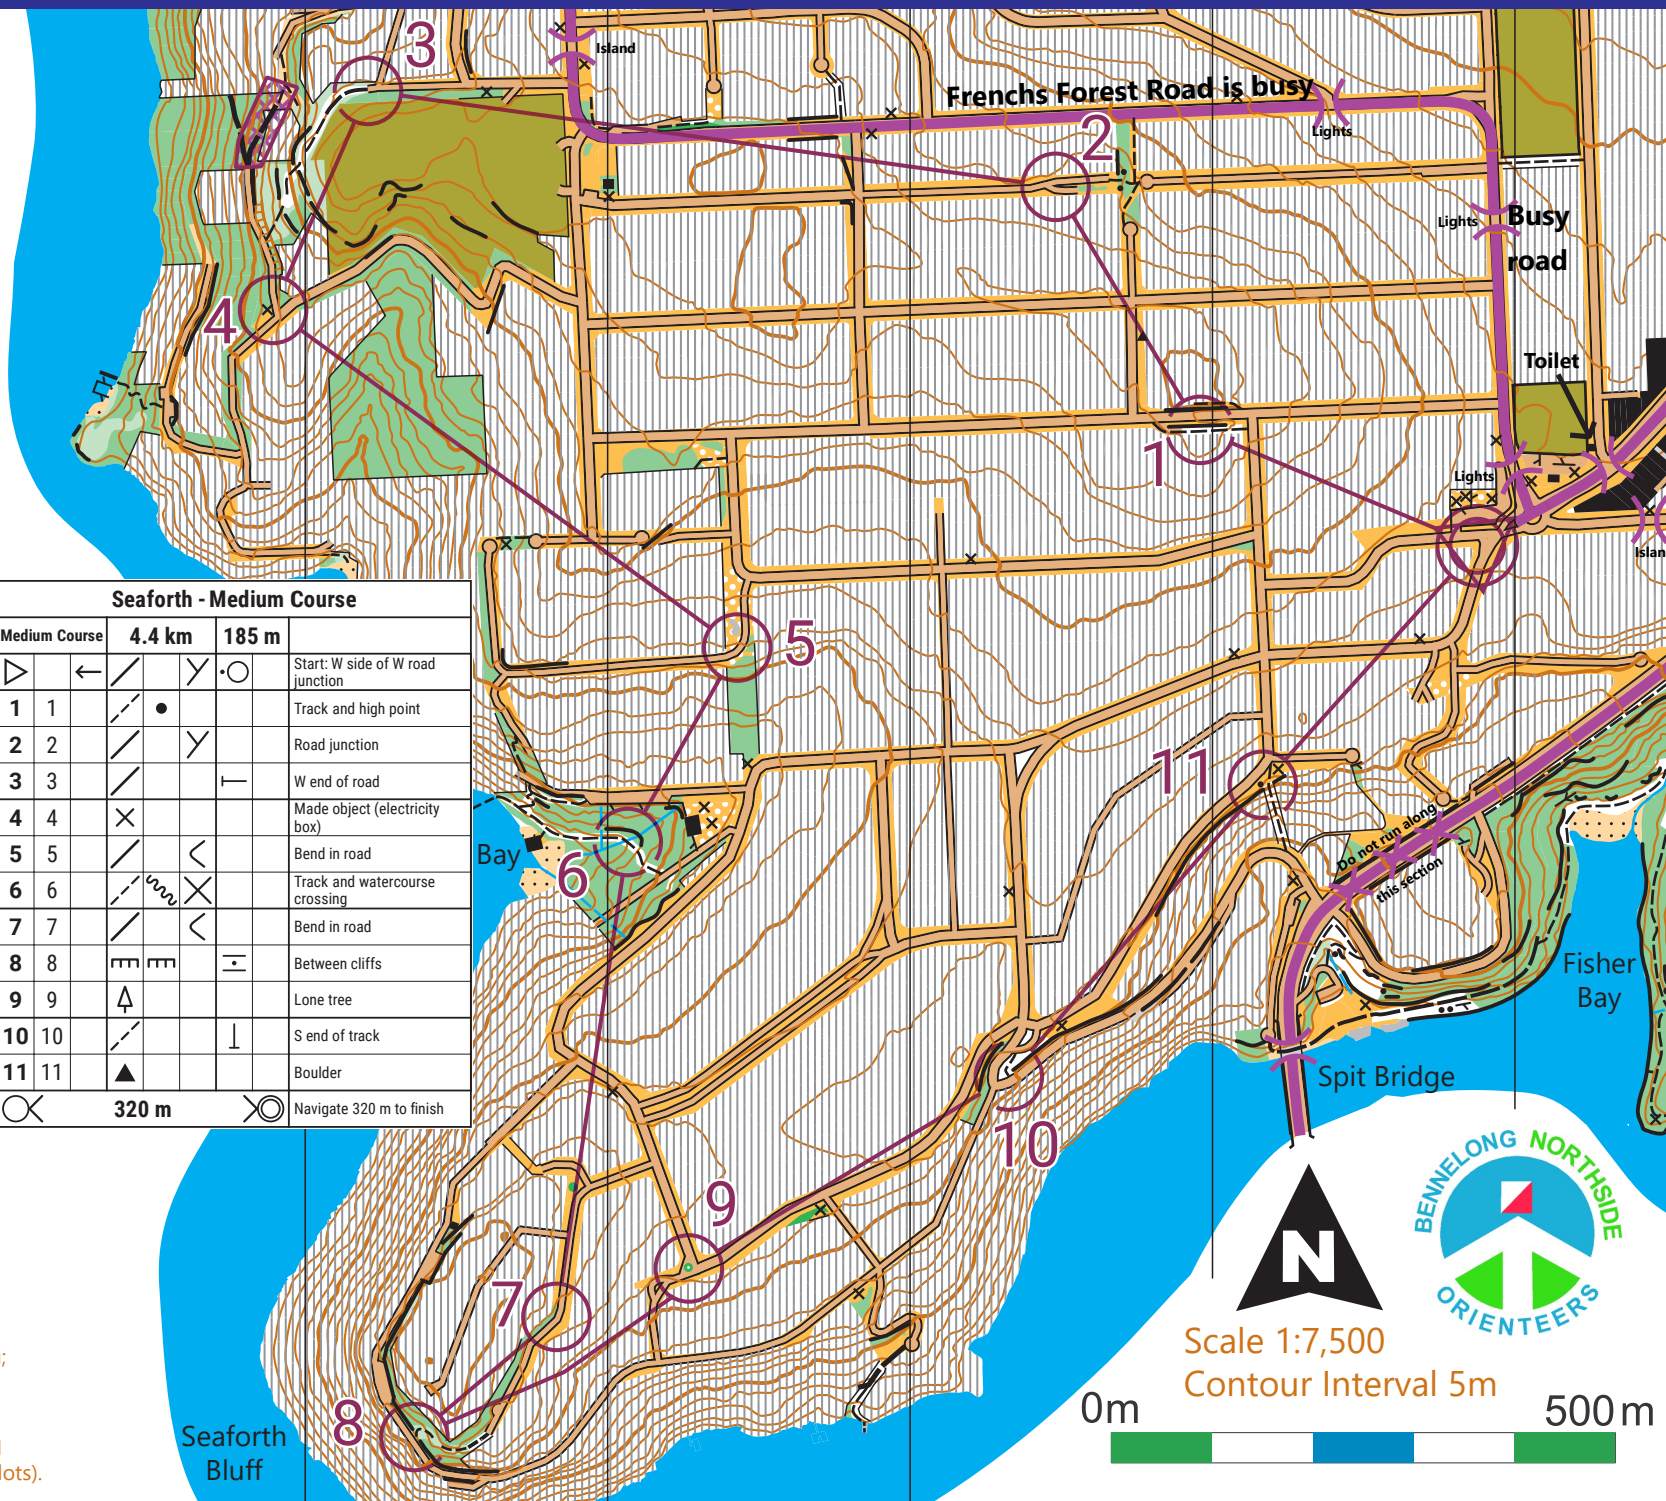 3
Island
Frenchs Forest Road is busy
2
Lights
Lights
Busy
road
4
Toilet
1
Lights
Islan
5
Seaforth - Medium Course
Medium Course 4.4 km 185 m
Start: W side of W road
junction
1 1 Track and high point
2 2 Road junction
3 3 W end of road
4 4 Made object (electricity
box)
5 5 Bend in road
6 6 Track and watercourse
crossing
7 7 Bend in road
8 8 Between cliffs
9 9 Lone tree
10 10 S end of track
11 11 Boulder
320 m Navigate 320 m to finish
11
Do not run along
this section
Bay
6
Fisher
Bay
Spit Bridge
10
9
7
8
Seaforth
Bluff
BENNELONG NORTHSIDE
ORIENTEERS
N
Scale 1:7,500
Contour Interval 5m
0m 500m
lots).